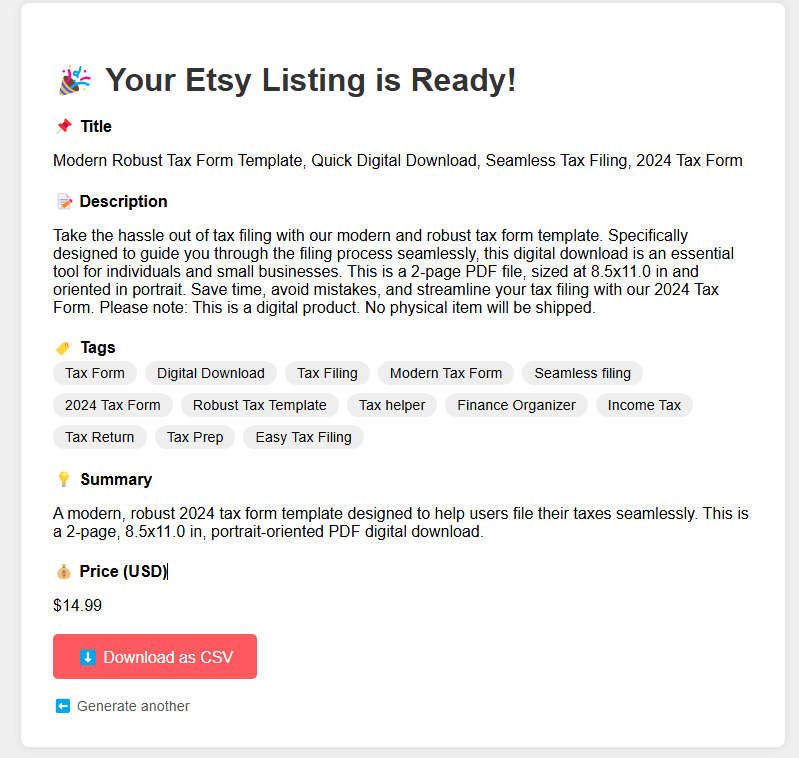 🎉 Your Etsy Listing is Ready!
📌 Title
Modern Robust Tax Form Template, Quick Digital Download, Seamless Tax Filing, 2024 Tax Form
📝 Description
Take the hassle out of tax filing with our modern and robust tax form template. Specifically
designed to guide you through the filing process seamlessly, this digital download is an essential
tool for individuals and small businesses. This is a 2-page PDF file, sized at 8.5x11.0 in and
oriented in portrait. Save time, avoid mistakes, and streamline your tax filing with our 2024 Tax
Form. Please note: This is a digital product. No physical item will be shipped.
🏷️ Tags
Tax Form Digital Download Tax Filing Modern Tax Form Seamless filing
2024 Tax Form Robust Tax Template Tax helper Finance Organizer Income Tax
Tax Return Tax Prep Easy Tax Filing
💡 Summary
A modern, robust 2024 tax form template designed to help users file their taxes seamlessly. This is
a 2-page, 8.5x11.0 in, portrait-oriented PDF digital download.
💰 Price (USD)
$14.99
⬇️ Download as CSV
⬅️ Generate another